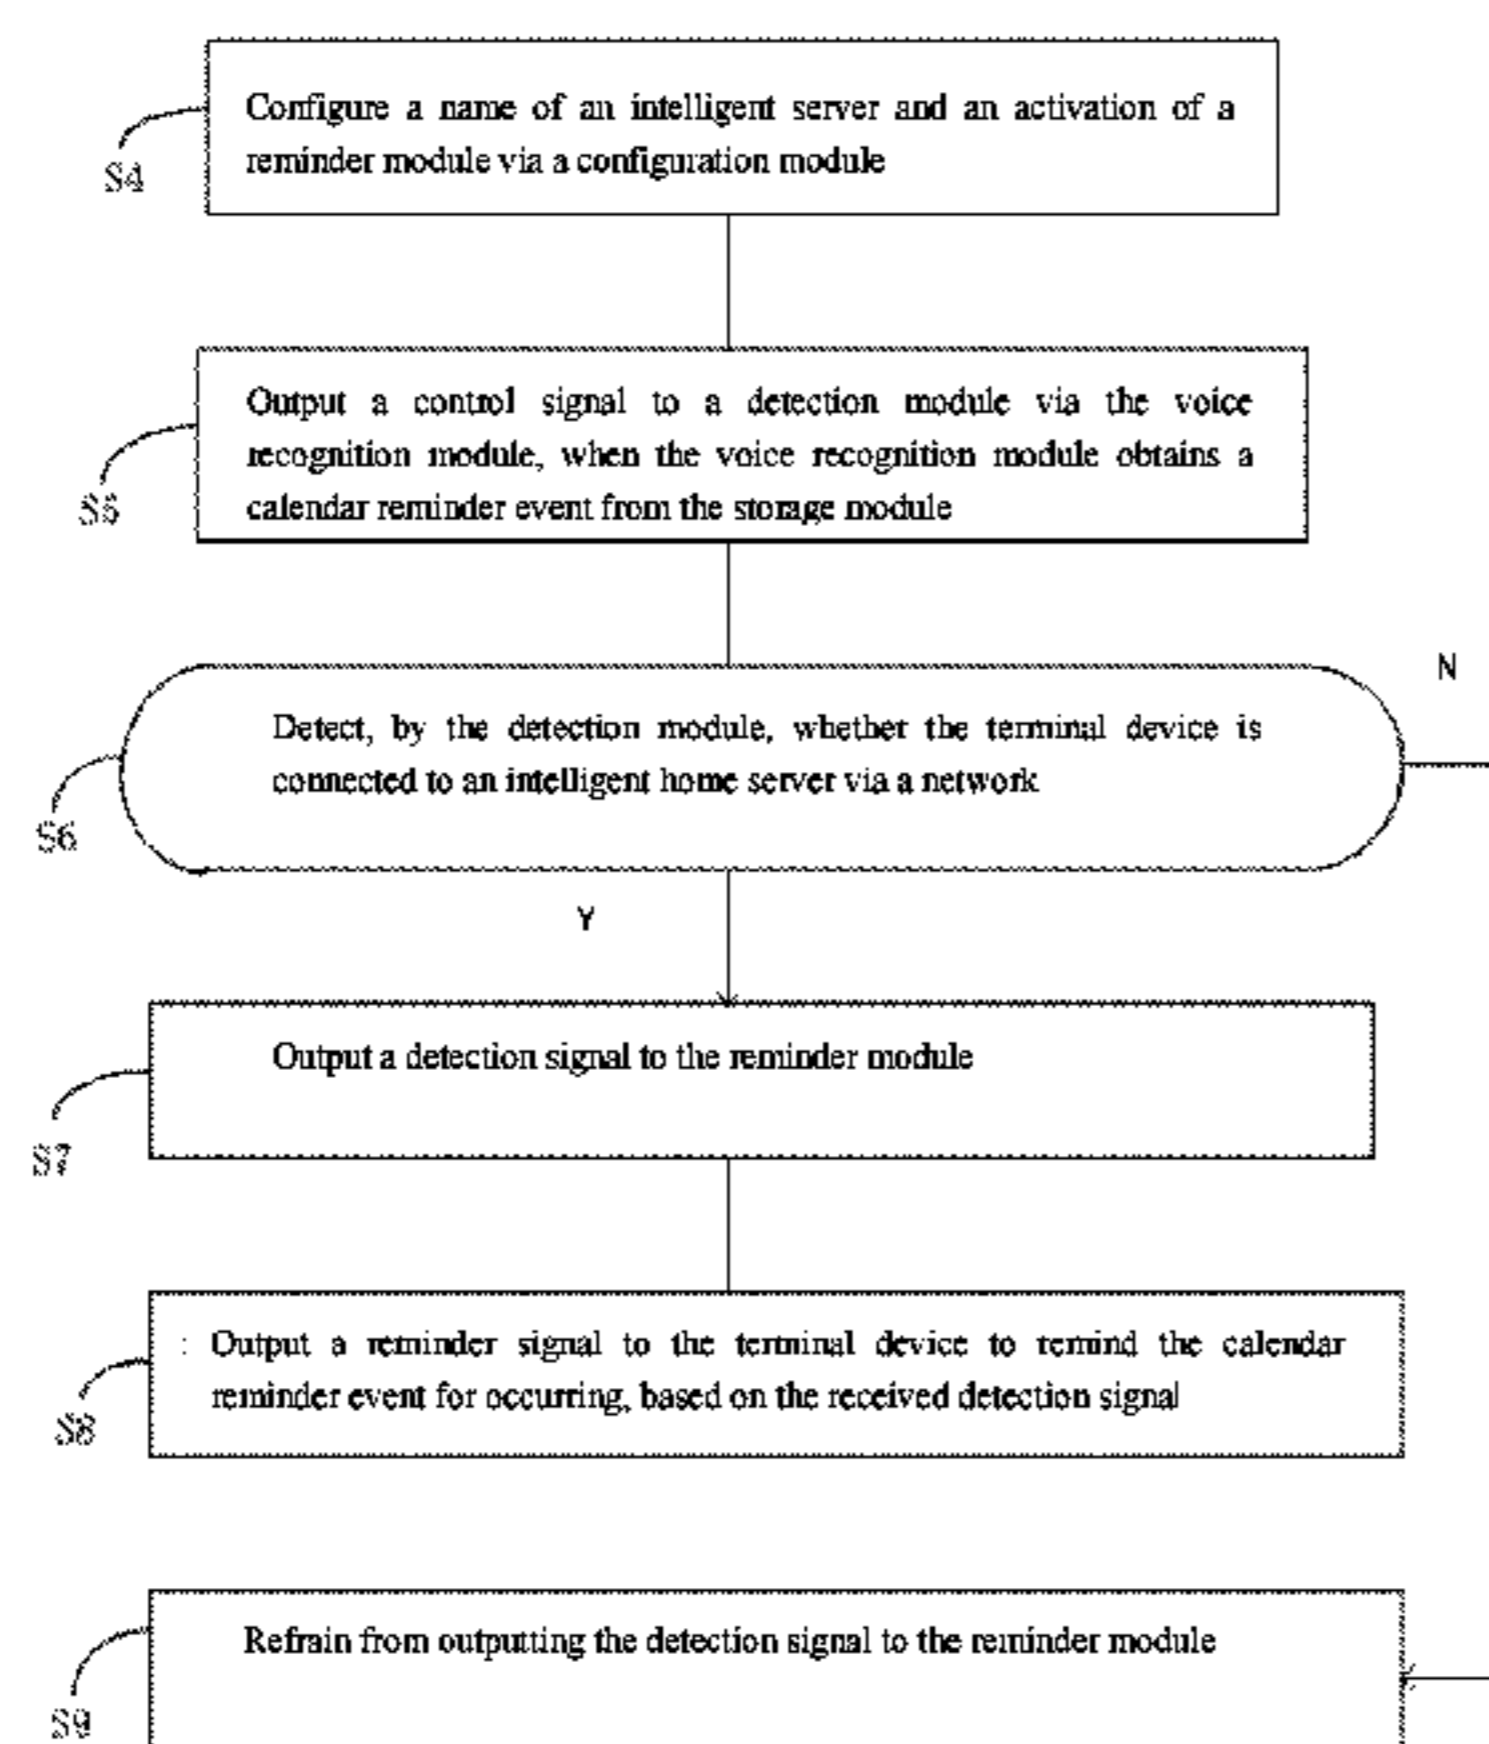 Configure a name of an intelligent server and an activation of a
reminder module via a configuration module
S4
Output a control signal to a detection module via the voice
recognition module, when the voice recognition module obtains a
calendar reminder event from the storage module
S5
N
Detect, by the detection module, whether the terminal device is
connected to an intelligent home server via a network
S6
Y
Output a detection signal to the reminder module
S7
: Output a reminder signal to the terminal device to remind the calendar
reminder event for occurring, based on the received detection signal
S8
Refrain from outputting the detection signal to the reminder module
S9